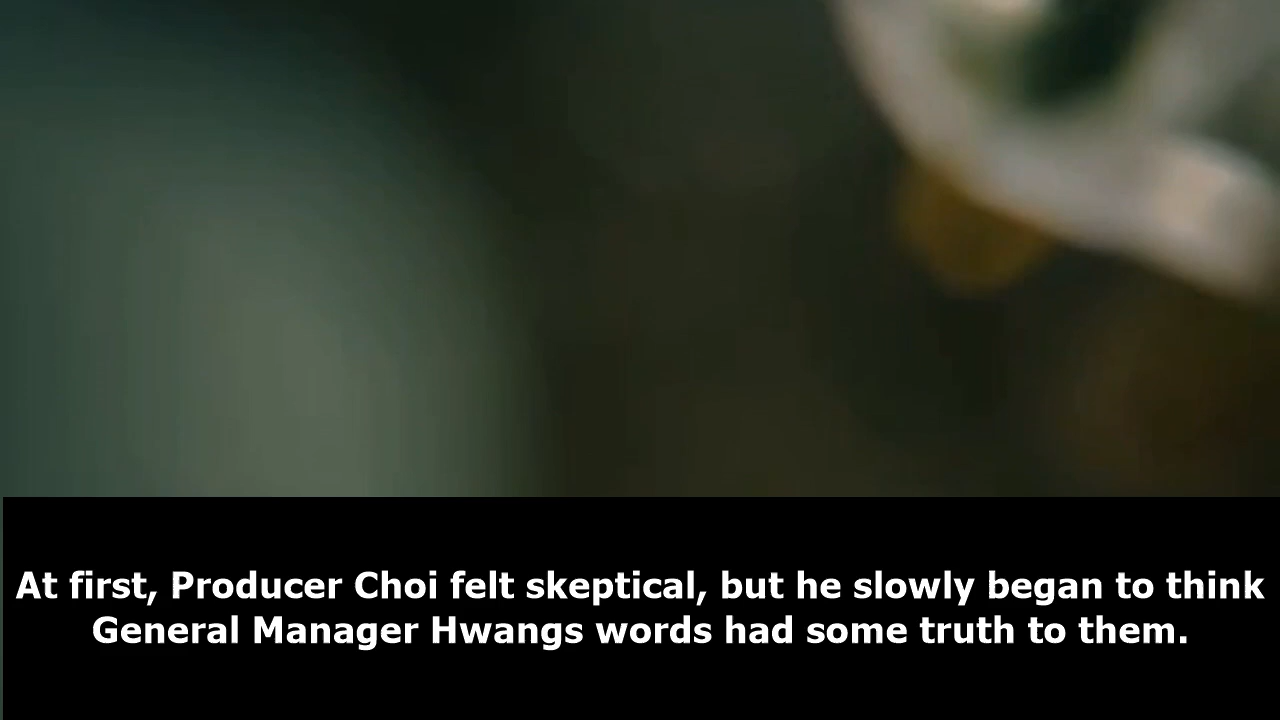 At first, Producer Choi felt skeptical, but he slowly began to think
General Manager Hwangs words had some truth to them.